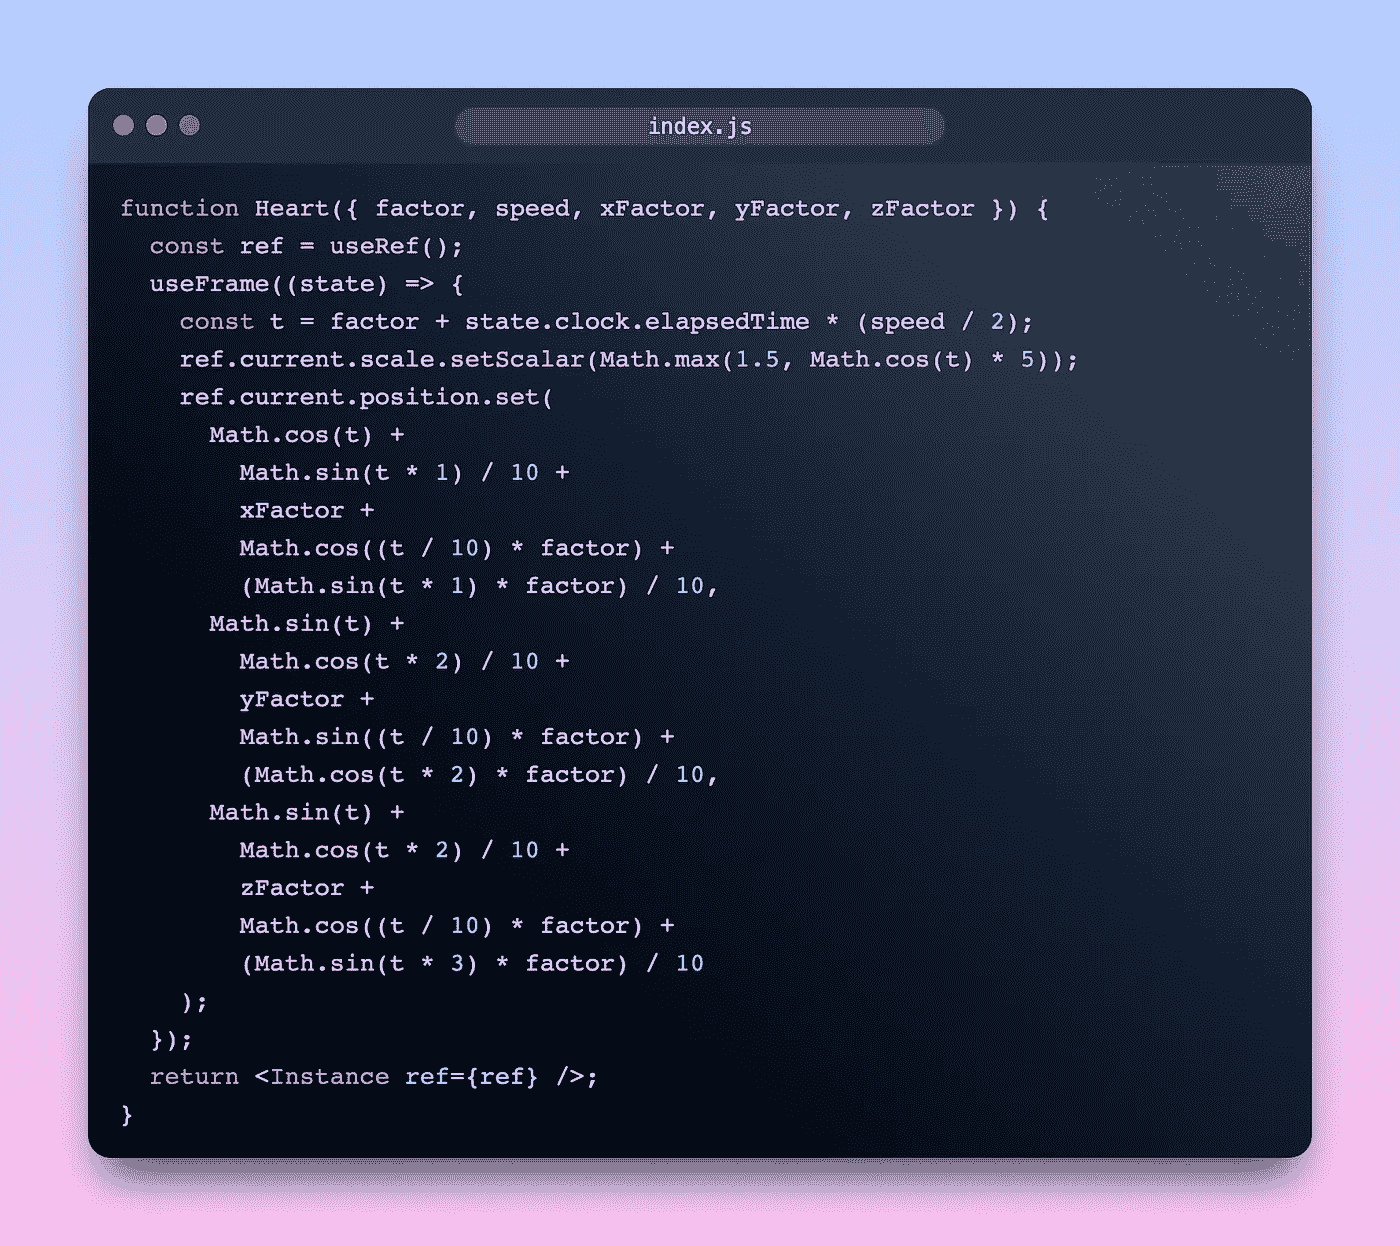 index.js
function Heart({ factor, speed, xFactor, yFactor, zFactor }) {
  const ref = useRef();
  useFrame((state) => {
    const t = factor + state.clock.elapsedTime * (speed / 2);
    ref.current.scale.setScalar(Math.max(1.5, Math.cos(t) * 5));
    ref.current.position.set(
      Math.cos(t) +
        Math.sin(t * 1) / 10 +
        xFactor +
        Math.cos((t / 10) * factor) +
        (Math.sin(t * 1) * factor) / 10,
      Math.sin(t) +
        Math.cos(t * 2) / 10 +
        yFactor +
        Math.sin((t / 10) * factor) +
        (Math.cos(t * 2) * factor) / 10,
      Math.sin(t) +
        Math.cos(t * 2) / 10 +
        zFactor +
        Math.cos((t / 10) * factor) +
        (Math.sin(t * 3) * factor) / 10
    );
  });
  return <Instance ref={ref} />;
}